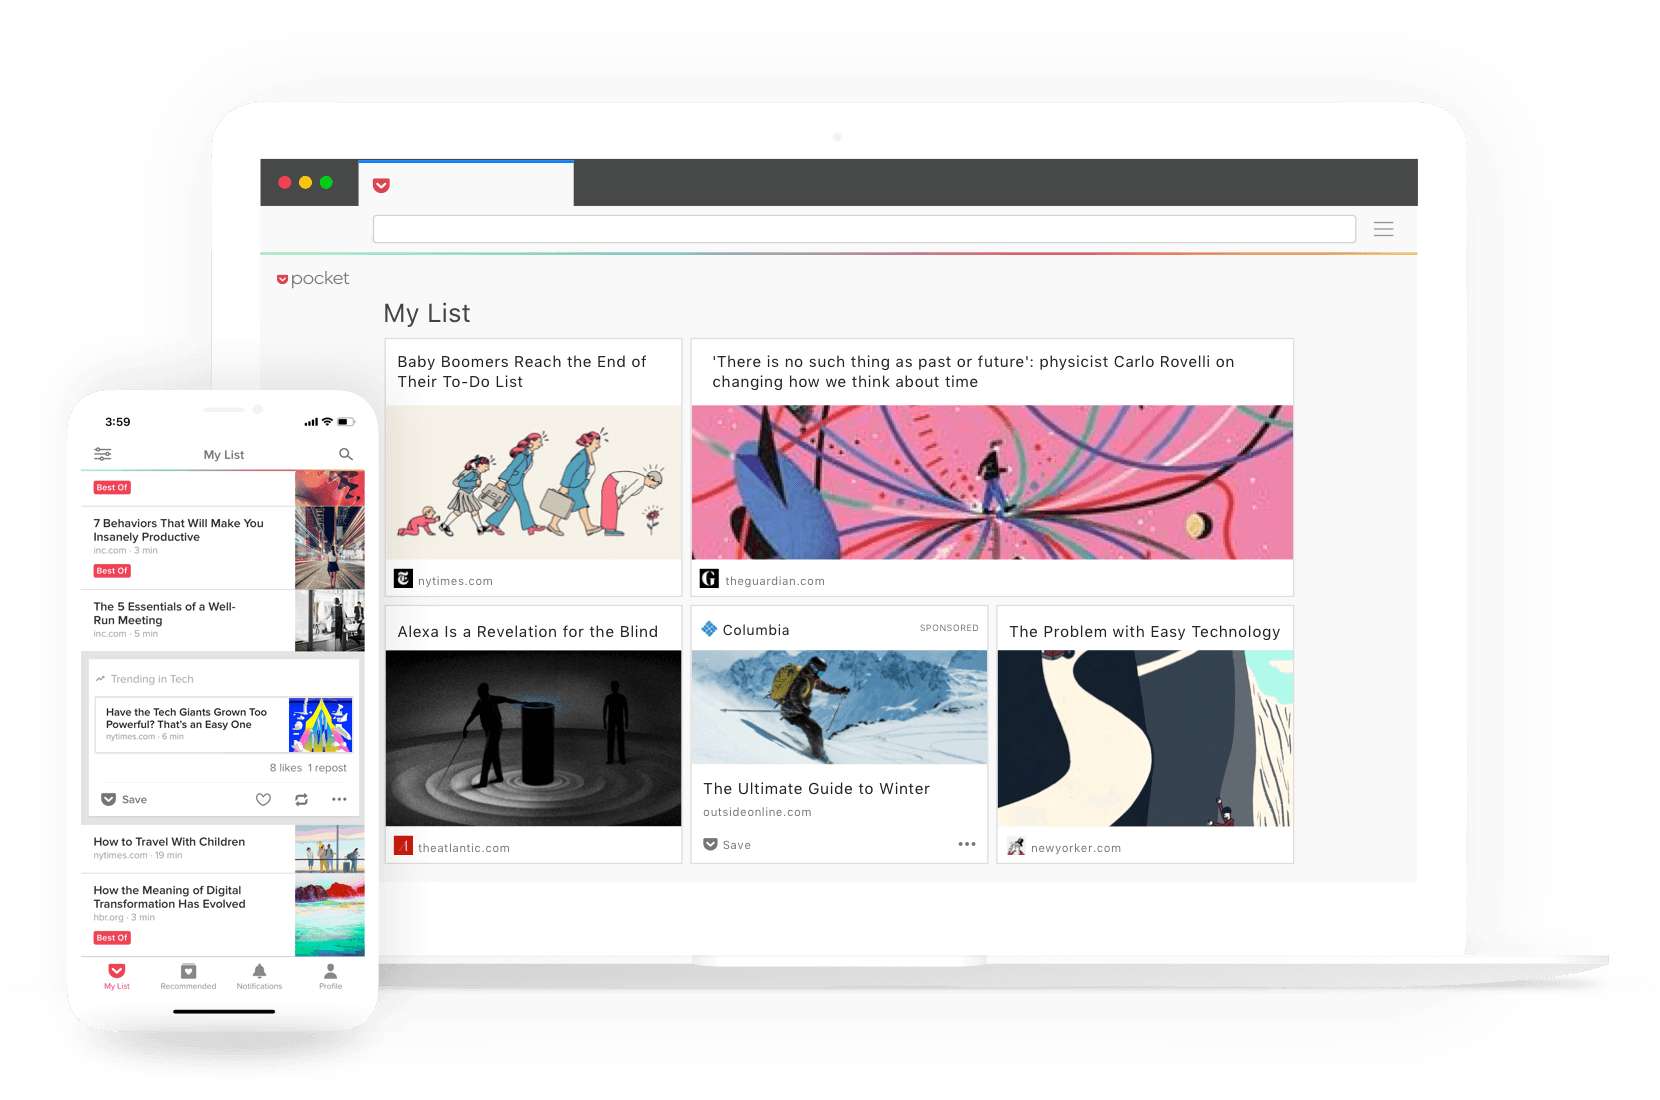 pocket
My List
Baby Boomers Reach the End of
Their To-Do List
nytimes.com
'There is no such thing as past or future': physicist Carlo Rovelli on
changing how we think about time
theguardian.com
Alexa Is a Revelation for the Blind
theatlantic.com
Columbia
SPONSORED
The Ultimate Guide to Winter
outsideonline.com
Save
The Problem with Easy Technology
newyorker.com
3:59
My List
Best Of
7 Behaviors That Will Make You
Insanely Productive
inc.com · 3 min
Best Of
The 5 Essentials of a Well-
Run Meeting
inc.com · 5 min
Trending in Tech
Have the Tech Giants Grown Too
Powerful? That's an Easy One
nytimes.com · 6 min
8 likes 1 repost
Save
How to Travel With Children
nytimes.com · 19 min
How the Meaning of Digital
Transformation Has Evolved
hbr.org · 3 min
Best Of
My List
Recommended
Notifications
Profile